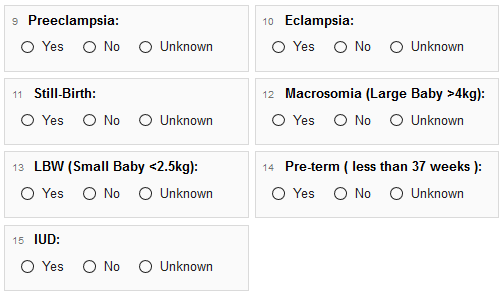 9 Preeclampsia:
Yes No Unknown
10 Eclampsia:
Yes No Unknown
11 Still-Birth:
Yes No Unknown
12 Macrosomia (Large Baby >4kg):
Yes No Unknown
13 LBW (Small Baby <2.5kg):
Yes No Unknown
14 Pre-term ( less than 37 weeks ):
Yes No Unknown
15 IUD:
Yes No Unknown